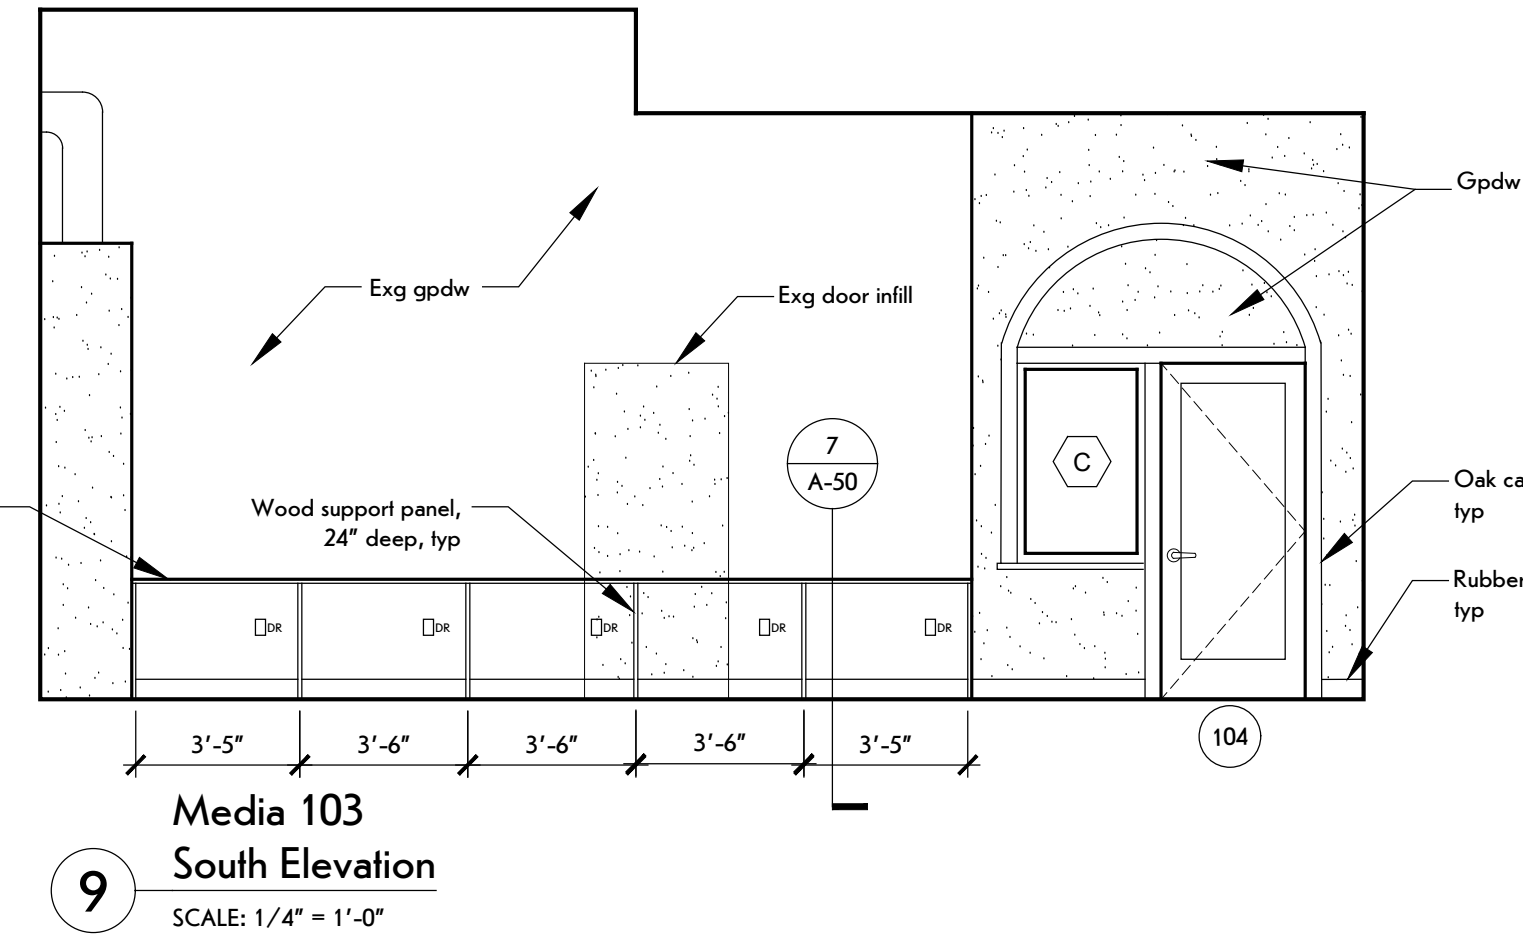 Gpdw
Exg gpdw
Exg door infill
7
A-50
C
Wood support panel,
24" deep, typ
Oak ca
typ
Rubber
typ
DR
DR
DR
DR
DR
3'-5"
3'-6"
3'-6"
3'-6"
3'-5"
104
Media 103
South Elevation
9
SCALE: 1/4" = 1'-0"